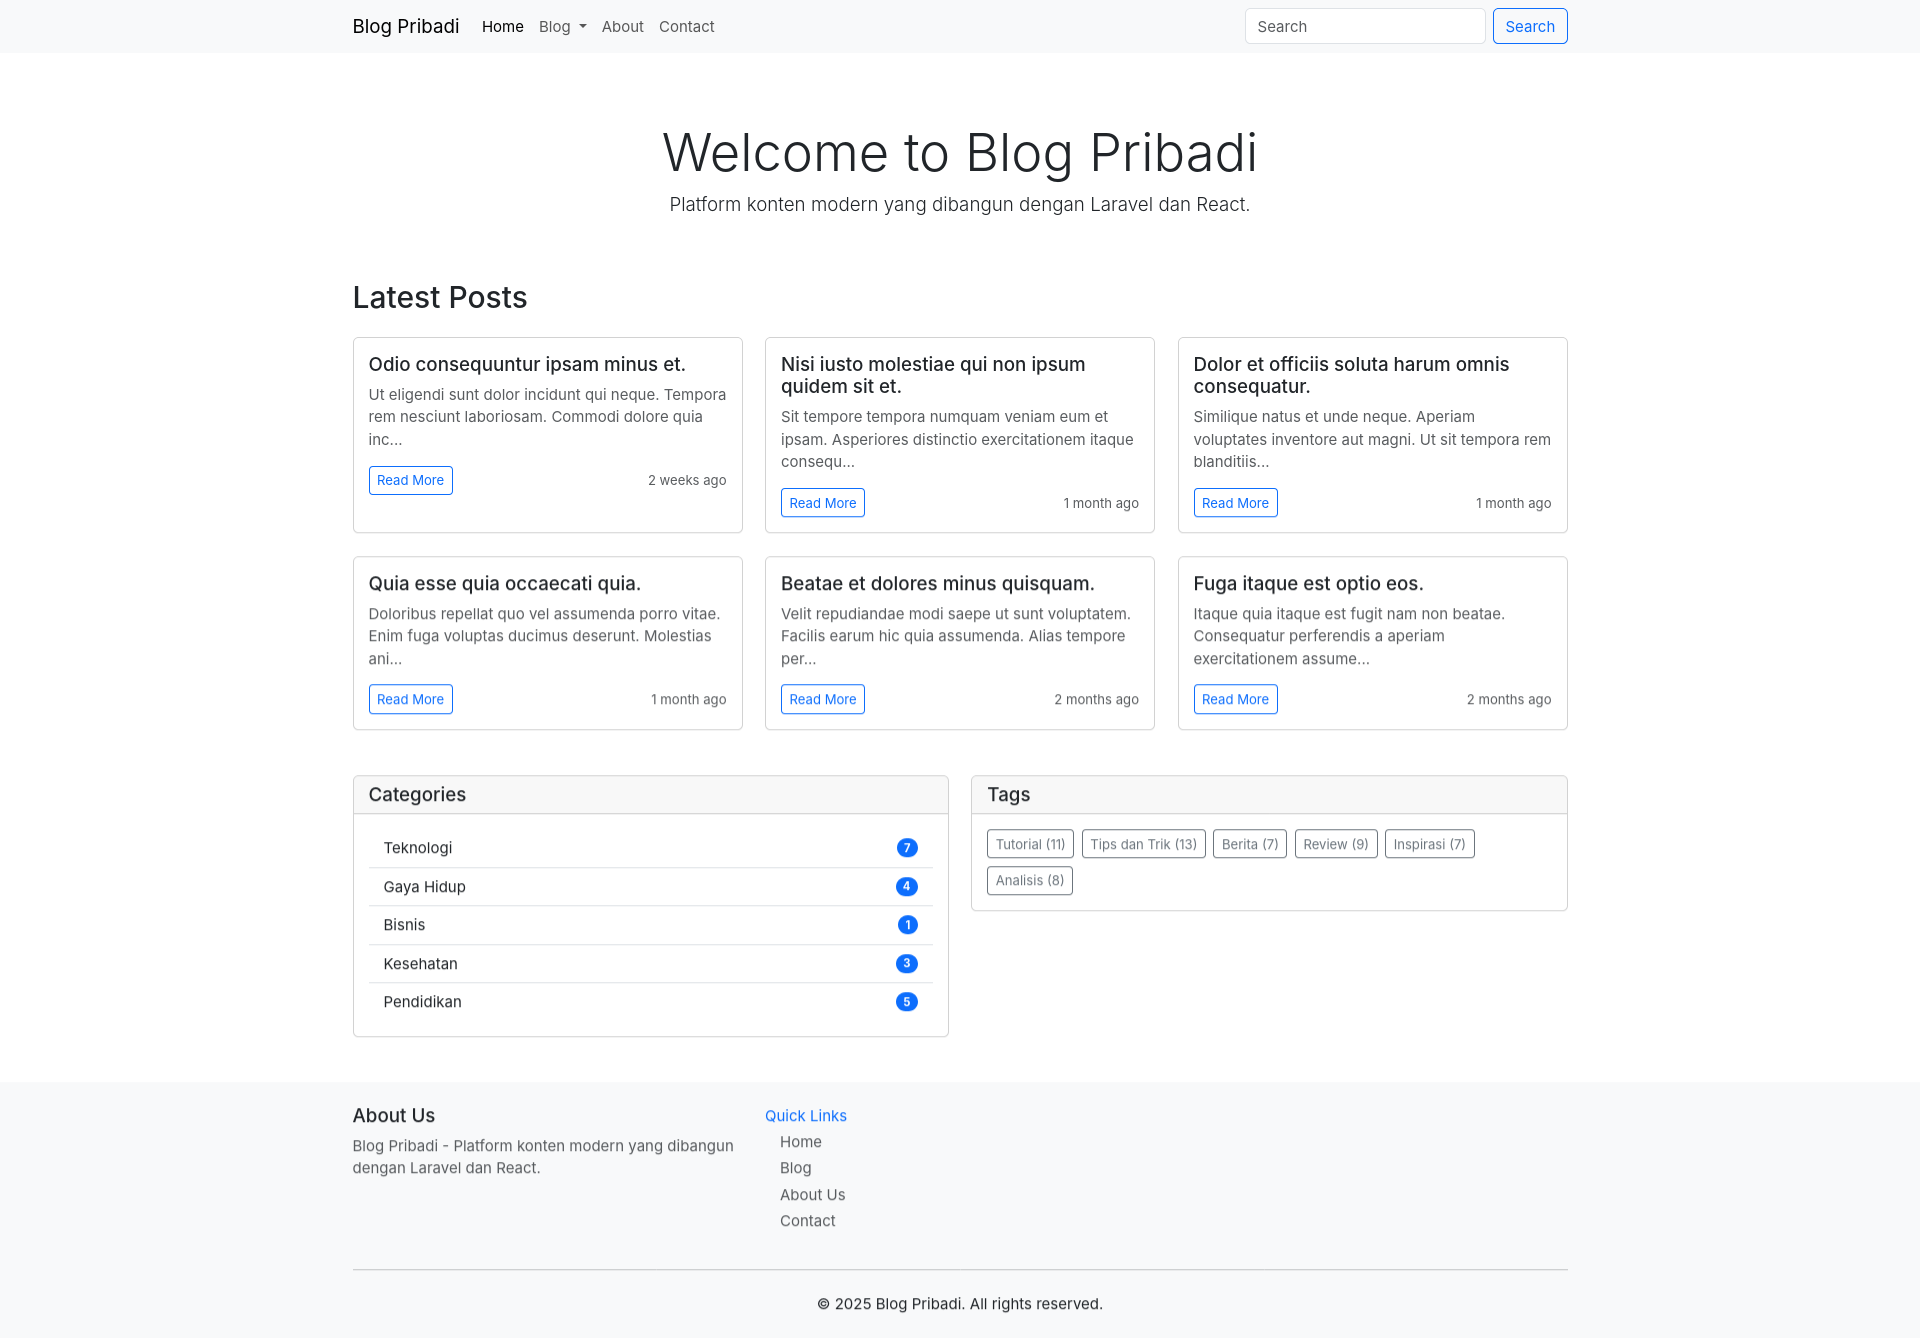 Blog Pribadi
Home
Blog
About
Contact
Search
Search
Welcome to Blog Pribadi
Platform konten modern yang dibangun dengan Laravel dan React.
Latest Posts
Odio consequuntur ipsam minus et.
Ut eligendi sunt dolor incidunt qui neque. Tempora
rem nesciunt laboriosam. Commodi dolore quia
inc...
Read More
2 weeks ago
Nisi iusto molestiae qui non ipsum
quidem sit et.
Sit tempore tempora numquam veniam eum et
ipsam. Asperiores distinctio exercitationem itaque
consequ...
Read More
1 month ago
Dolor et officiis soluta harum omnis
consequatur.
Similique natus et unde neque. Aperiam
voluptates inventore aut magni. Ut sit tempora rem
blanditiis...
Read More
1 month ago
Quia esse quia occaecati quia.
Doloribus repellat quo vel assumenda porro vitae.
Enim fuga voluptas ducimus deserunt. Molestias
ani...
Read More
1 month ago
Beatae et dolores minus quisquam.
Velit repudiandae modi saepe ut sunt voluptatem.
Facilis earum hic quia assumenda. Alias tempore
per...
Read More
2 months ago
Fuga itaque est optio eos.
Itaque quia itaque est fugit nam non beatae.
Consequatur perferendis a aperiam
exercitationem assume...
Read More
2 months ago
Categories
Teknologi 7
Gaya Hidup 4
Bisnis 1
Kesehatan 3
Pendidikan 5
Tags
Tutorial (11)
Tips dan Trik (13)
Berita (7)
Review (9)
Inspirasi (7)
Analisis (8)
About Us
Blog Pribadi - Platform konten modern yang dibangun
dengan Laravel dan React.
Quick Links
Home
Blog
About Us
Contact
© 2025 Blog Pribadi. All rights reserved.